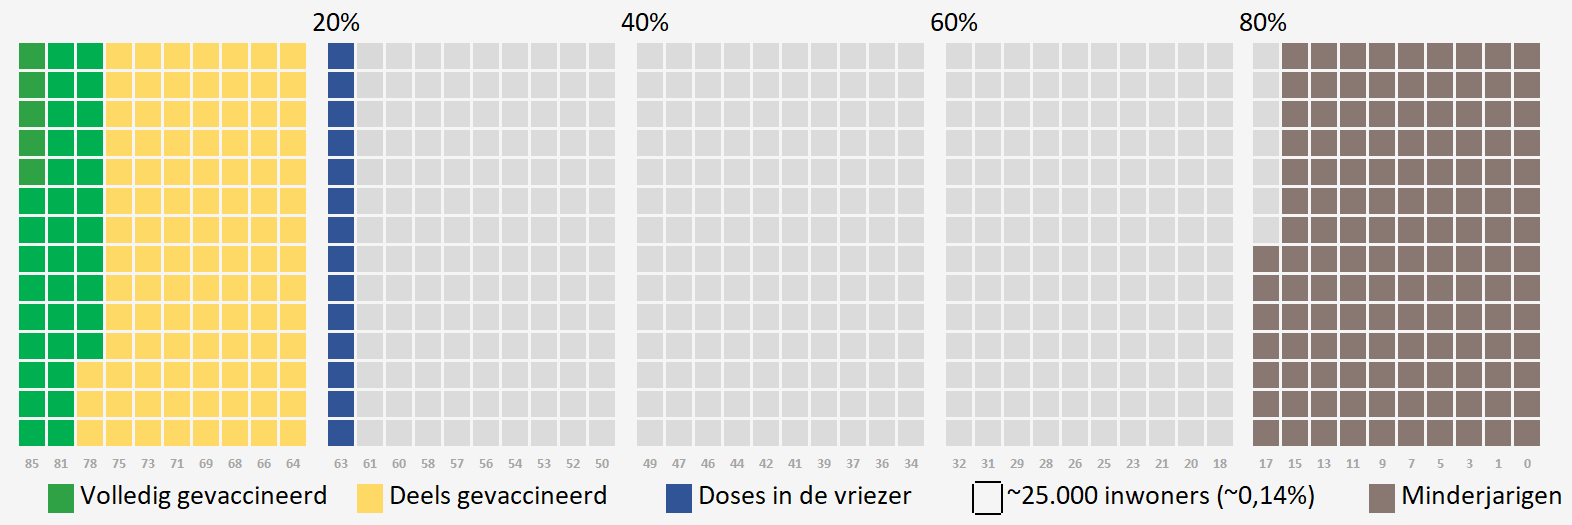 20% 40% 60% 80%
85 81 78 75 73 71 69 68 66 64 63 61 60 58 57 56 54 53 52 50 49 47 46 44 42 41 39 37 36 34 32 31 29 28 26 25 23 21 20 18 17 15 13 11 9 7 5 3 1 0
Volledig gevaccineerd Deels gevaccineerd Doses in de vriezer ~25.000 inwoners (~0,14%) Minderjarigen